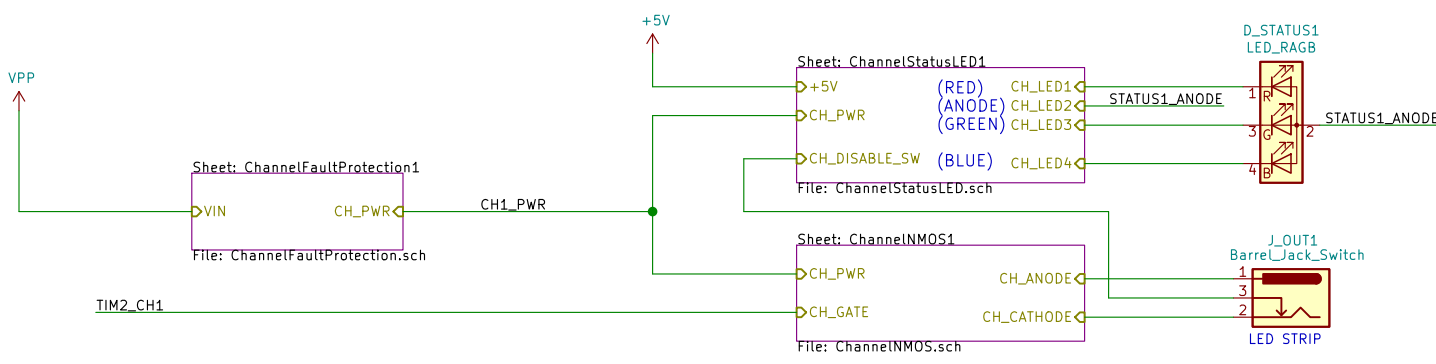 +5V
D_STATUS1
LED_RAGB
VPP
Sheet: ChannelStatusLED1
+5V
(RED)
CH_LED1
1
R
(ANODE)
CH_LED2
STATUS1_ANODE
CH_PWR
(GREEN)
CH_LED3
3
G
2
STATUS1_ANODE
CH_DISABLE_SW
(BLUE)
CH_LED4
4
B
File: ChannelStatusLED.sch
Sheet: ChannelFaultProtection1
VIN
CH_PWR
CH1_PWR
File: ChannelFaultProtection.sch
Sheet: ChannelNMOS1
J_OUT1
Barrel_Jack_Switch
CH_PWR
CH_ANODE
1
3
TIM2_CH1
CH_GATE
CH_CATHODE
2
File: ChannelNMOS.sch
LED STRIP